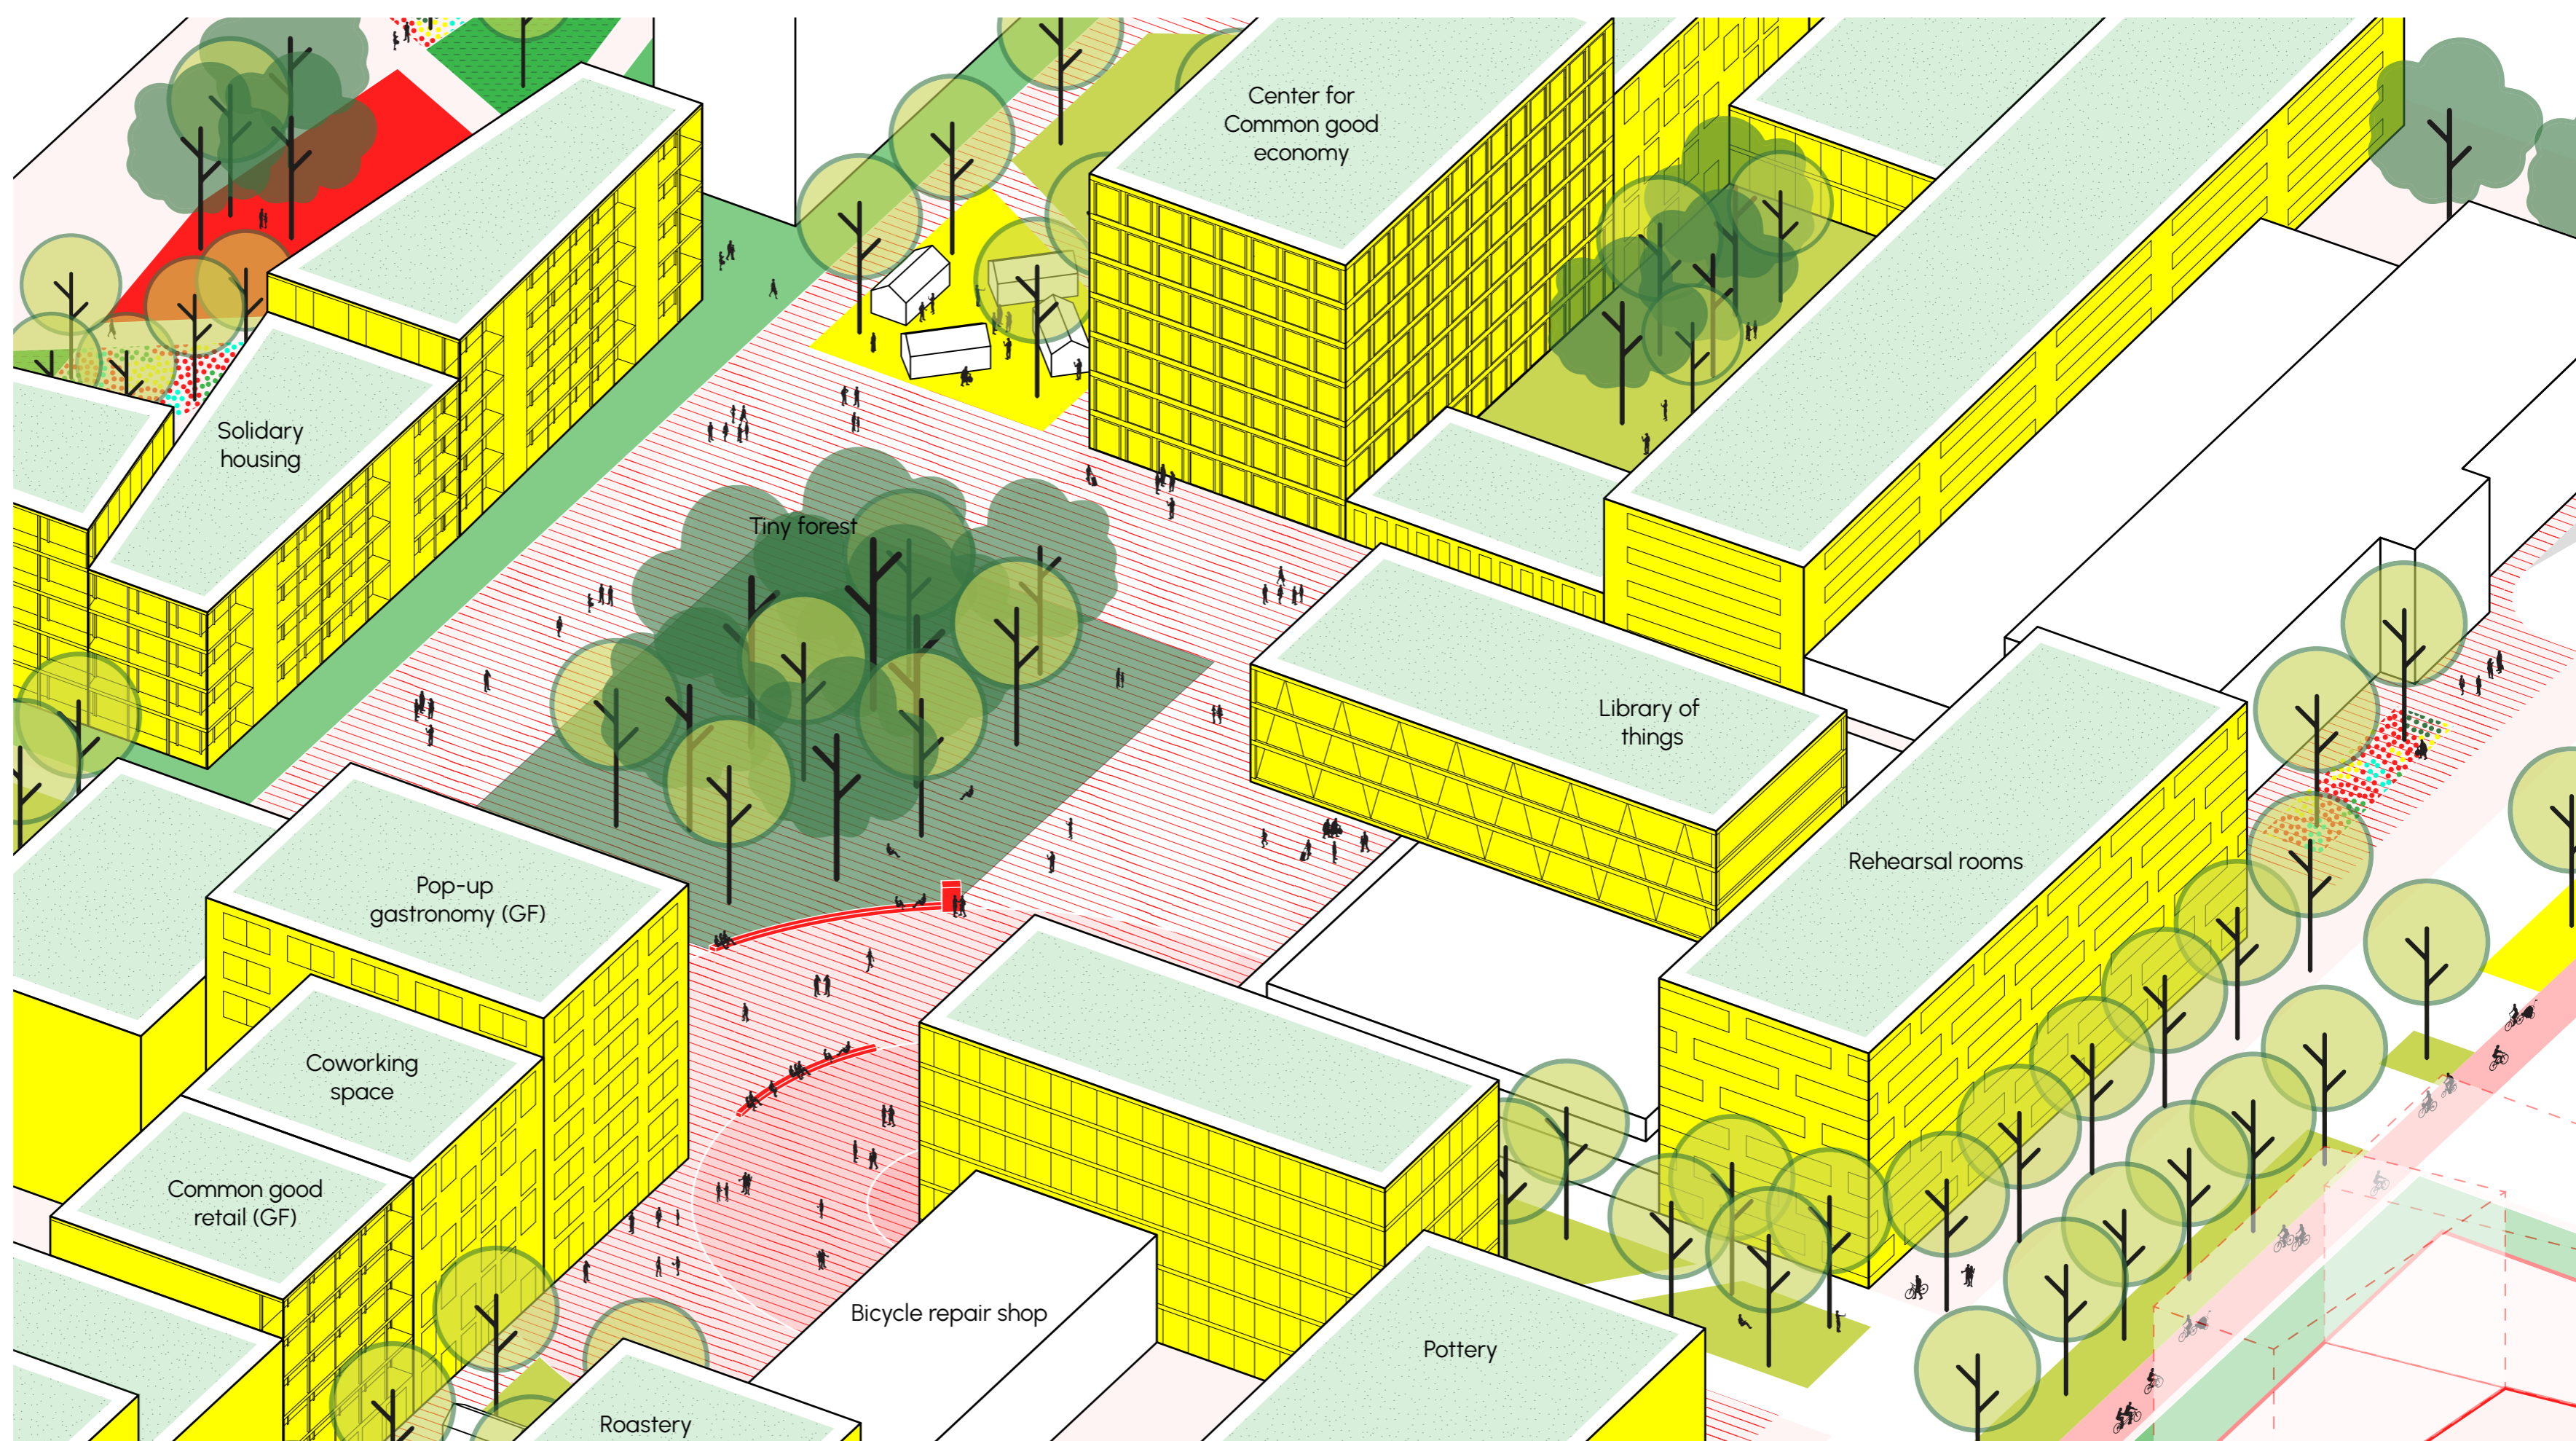 Center for
Common good
economy
Solidary
housing
Tiny forest
Library of
things
Rehearsal rooms
Pop-up
gastronomy (GF)
Coworking
space
Common good
retail (GF)
Bicycle repair shop
Pottery
Roastery